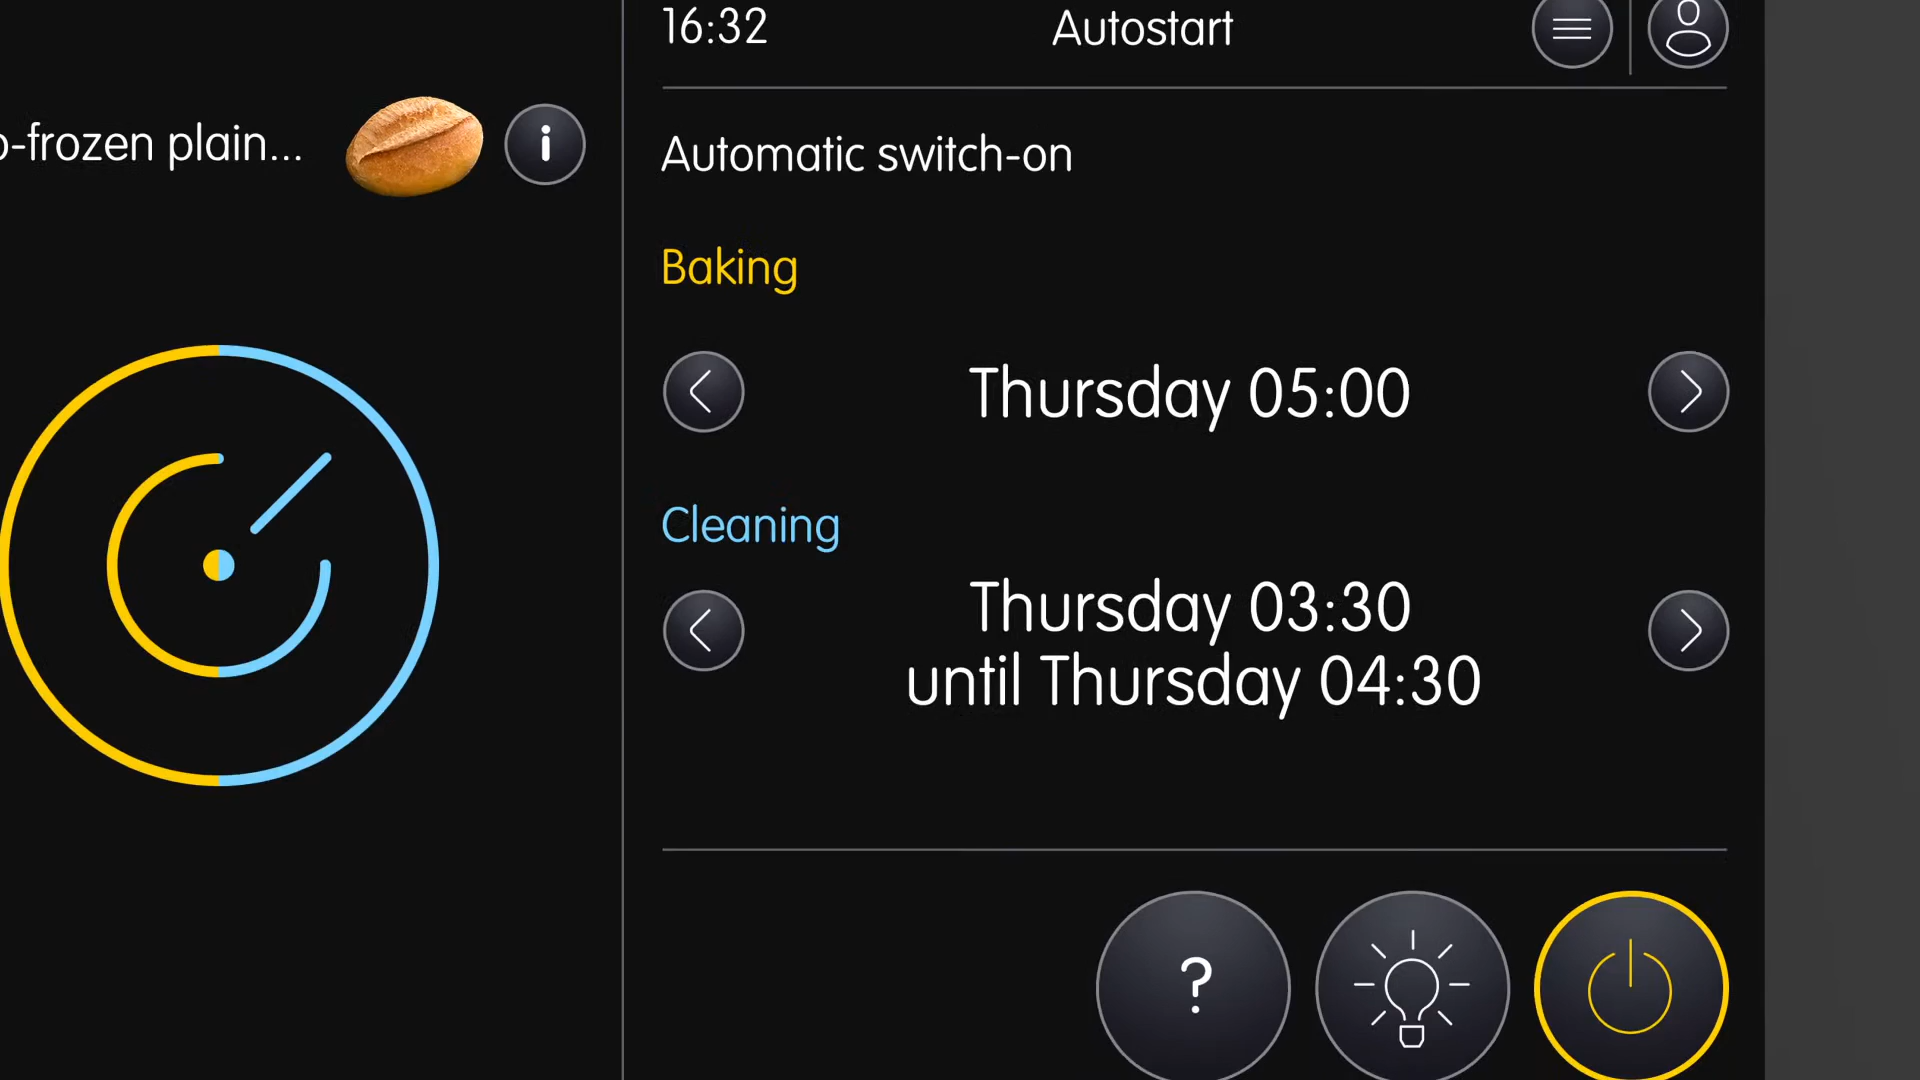 16:32
Autostart
-frozen plain...
i
Automatic switch-on
Baking
Thursday 05:00
Cleaning
Thursday 03:30
until Thursday 04:30
?